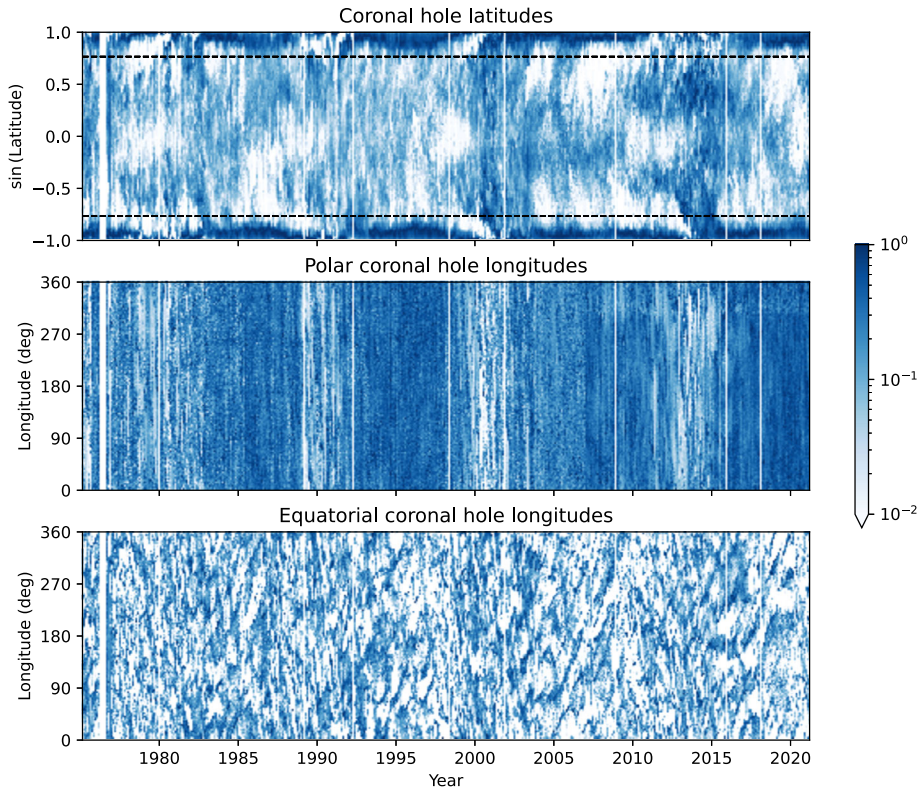 Coronal hole latitudes
1.0
0.5
0.0
−0.5
−1.0
sin (Latitude)
Polar coronal hole longitudes
360
270
180
90
0
Longitude (deg)
10⁰
10⁻¹
10⁻²
Equatorial coronal hole longitudes
360
270
180
90
0
Longitude (deg)
1980 1985 1990 1995 2000 2005 2010 2015 2020
Year